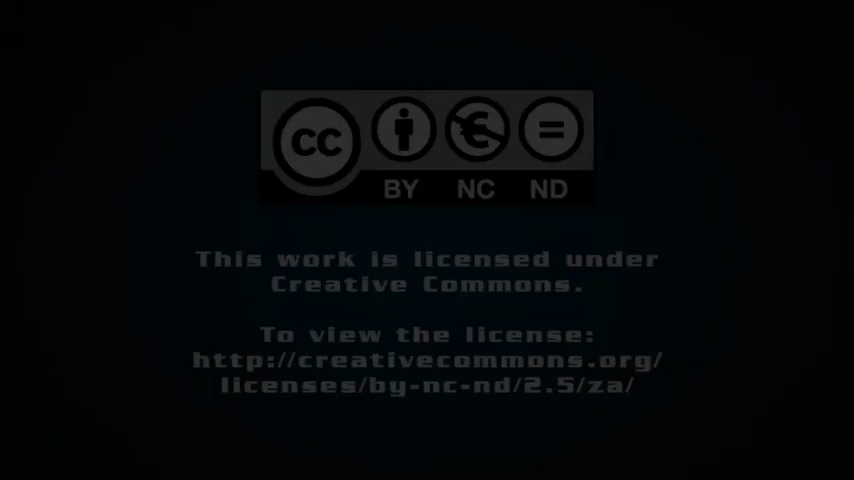 CC
BY NC ND
This work is licensed under
Creative Commons.
To view the license:
http://creativecommons.org/
licenses/by-nc-nd/2.5/za/